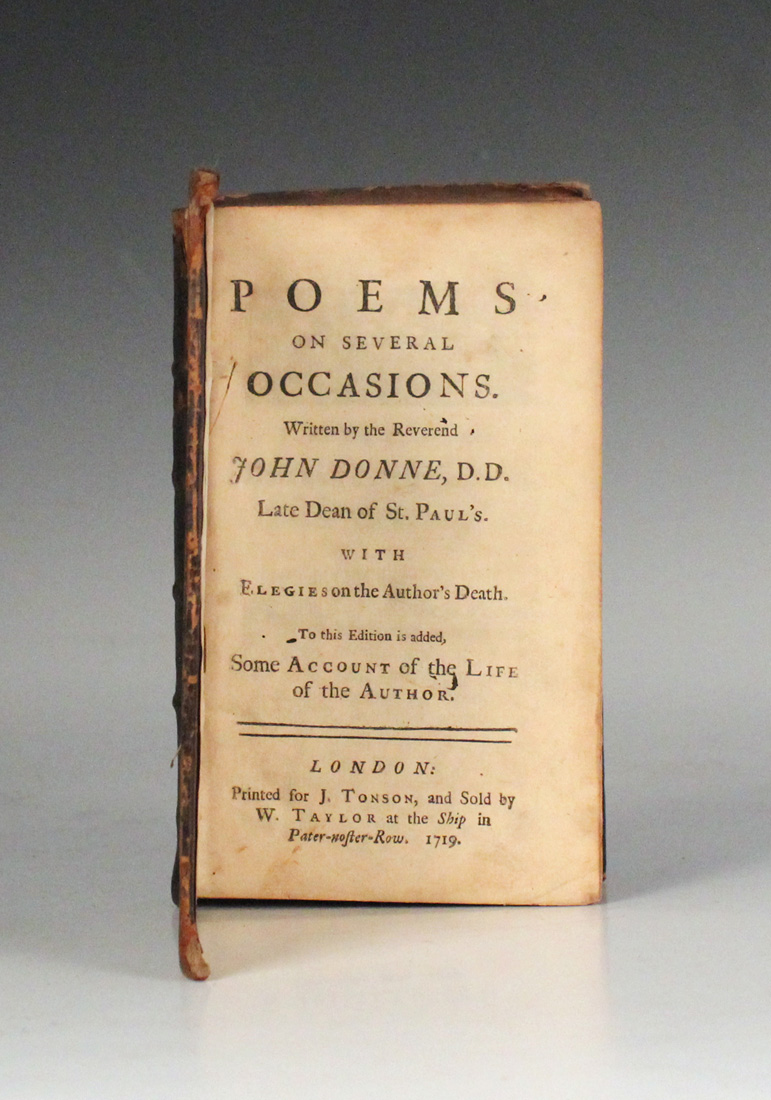 POEMS
ON SEVERAL
OCCASIONS.
Written by the Reverend
JOHN DONNE, D.D.
Late Dean of St. PAUL's.
WITH
ELEGIES on the Author's Death.
To this Edition is added,
Some ACCOUNT of the LIFE
of the AUTHOR.
LONDON:
Printed for J. TONSON, and Sold by
W. TAYLOR at the Ship in
Pater-noſter-Row. 1719.